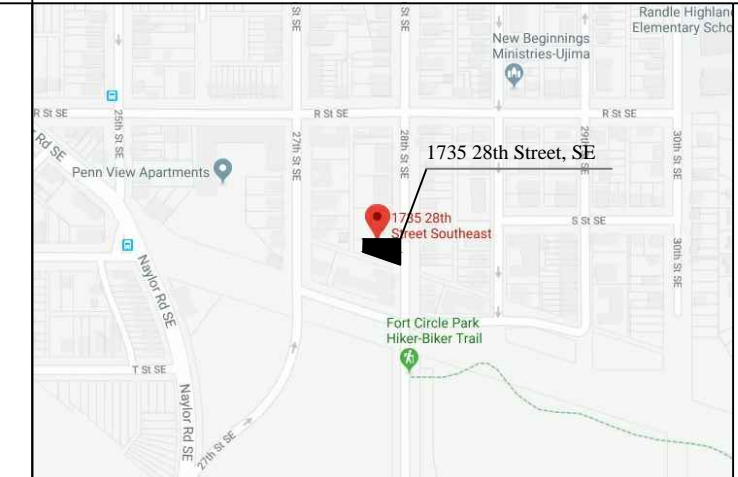 St SE
St SE
Randle Highlan
Elementary Scho
New Beginnings
Ministries-Ujima
R St SE
R St SE
R St SE
25th St SE
27th St SE
28th St SE
29th
30th St SE
1735 28th Street, SE
Rd SE
Penn View Apartments
1735 28th
Street Southeast
S St SE
30th St SE
Naylor Rd SE
Fort Circle Park
Hiker-Biker Trail
T St SE
Naylor Rd SE
27th St SE